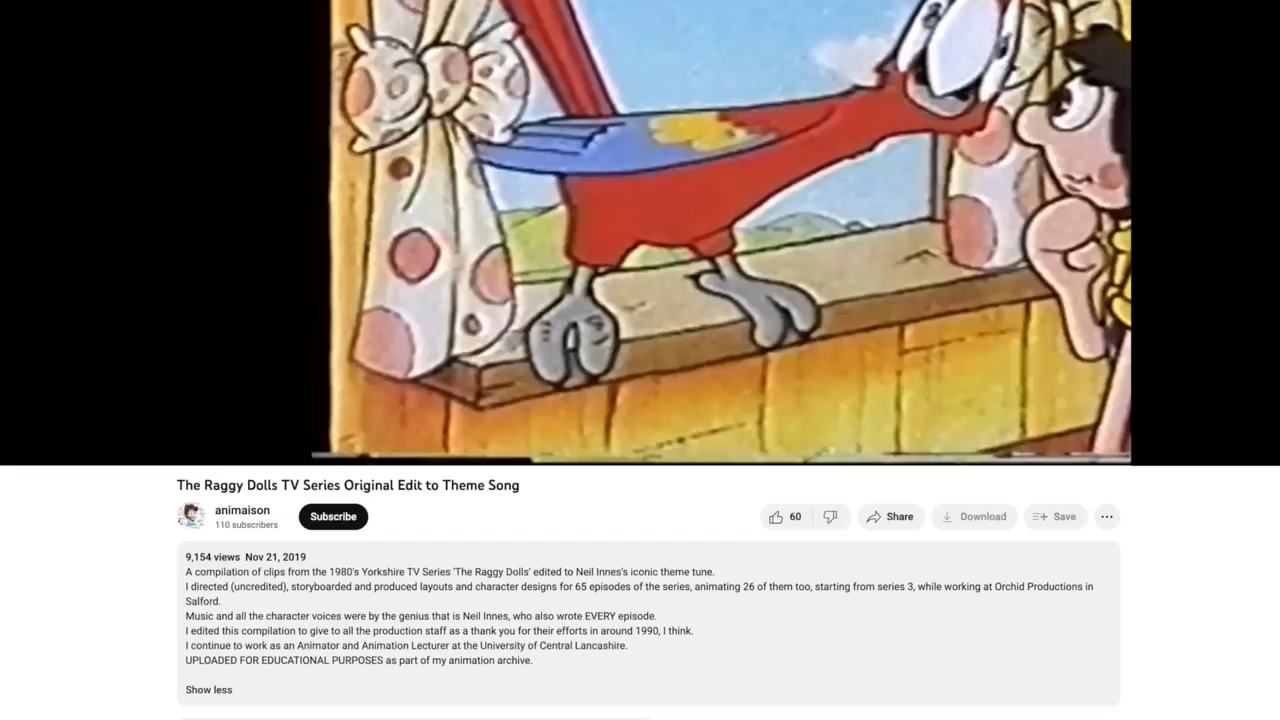 The Raggy Dolls TV Series Original Edit to Theme Song
animaison
110 subscribers
Subscribe
60
Share
Download
Save
9,154 views Nov 21, 2019
A compilation of clips from the 1980's Yorkshire TV Series 'The Raggy Dolls' edited to Neil Innes's iconic theme tune.
I directed (uncredited), storyboarded and produced layouts and character designs for 65 episodes of the series, animating 26 of them too, starting from series 3, while working at Orchid Productions in
Salford.
Music and all the character voices were by the genius that is Neil Innes, who also wrote EVERY episode.
I edited this compilation to give to all the production staff as a thank you for their efforts in around 1990, I think.
I continue to work as an Animator and Animation Lecturer at the University of Central Lancashire.
UPLOADED FOR EDUCATIONAL PURPOSES as part of my animation archive.
Show less